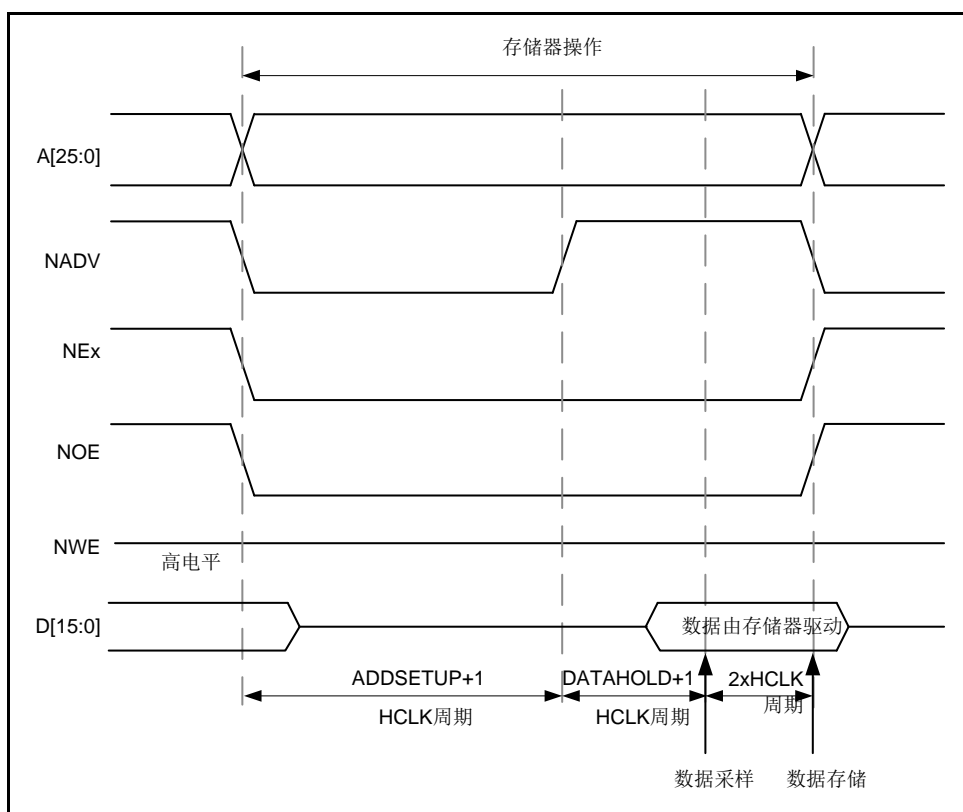 存储器操作
A[25:0]
NADV
NEx
NOE
NWE
高电平
D[15:0]
数据由存储器驱动
ADDSETUP+1
HCLK周期
DATAHOLD+1
HCLK周期
2xHCLK
周期
数据采样
数据存储